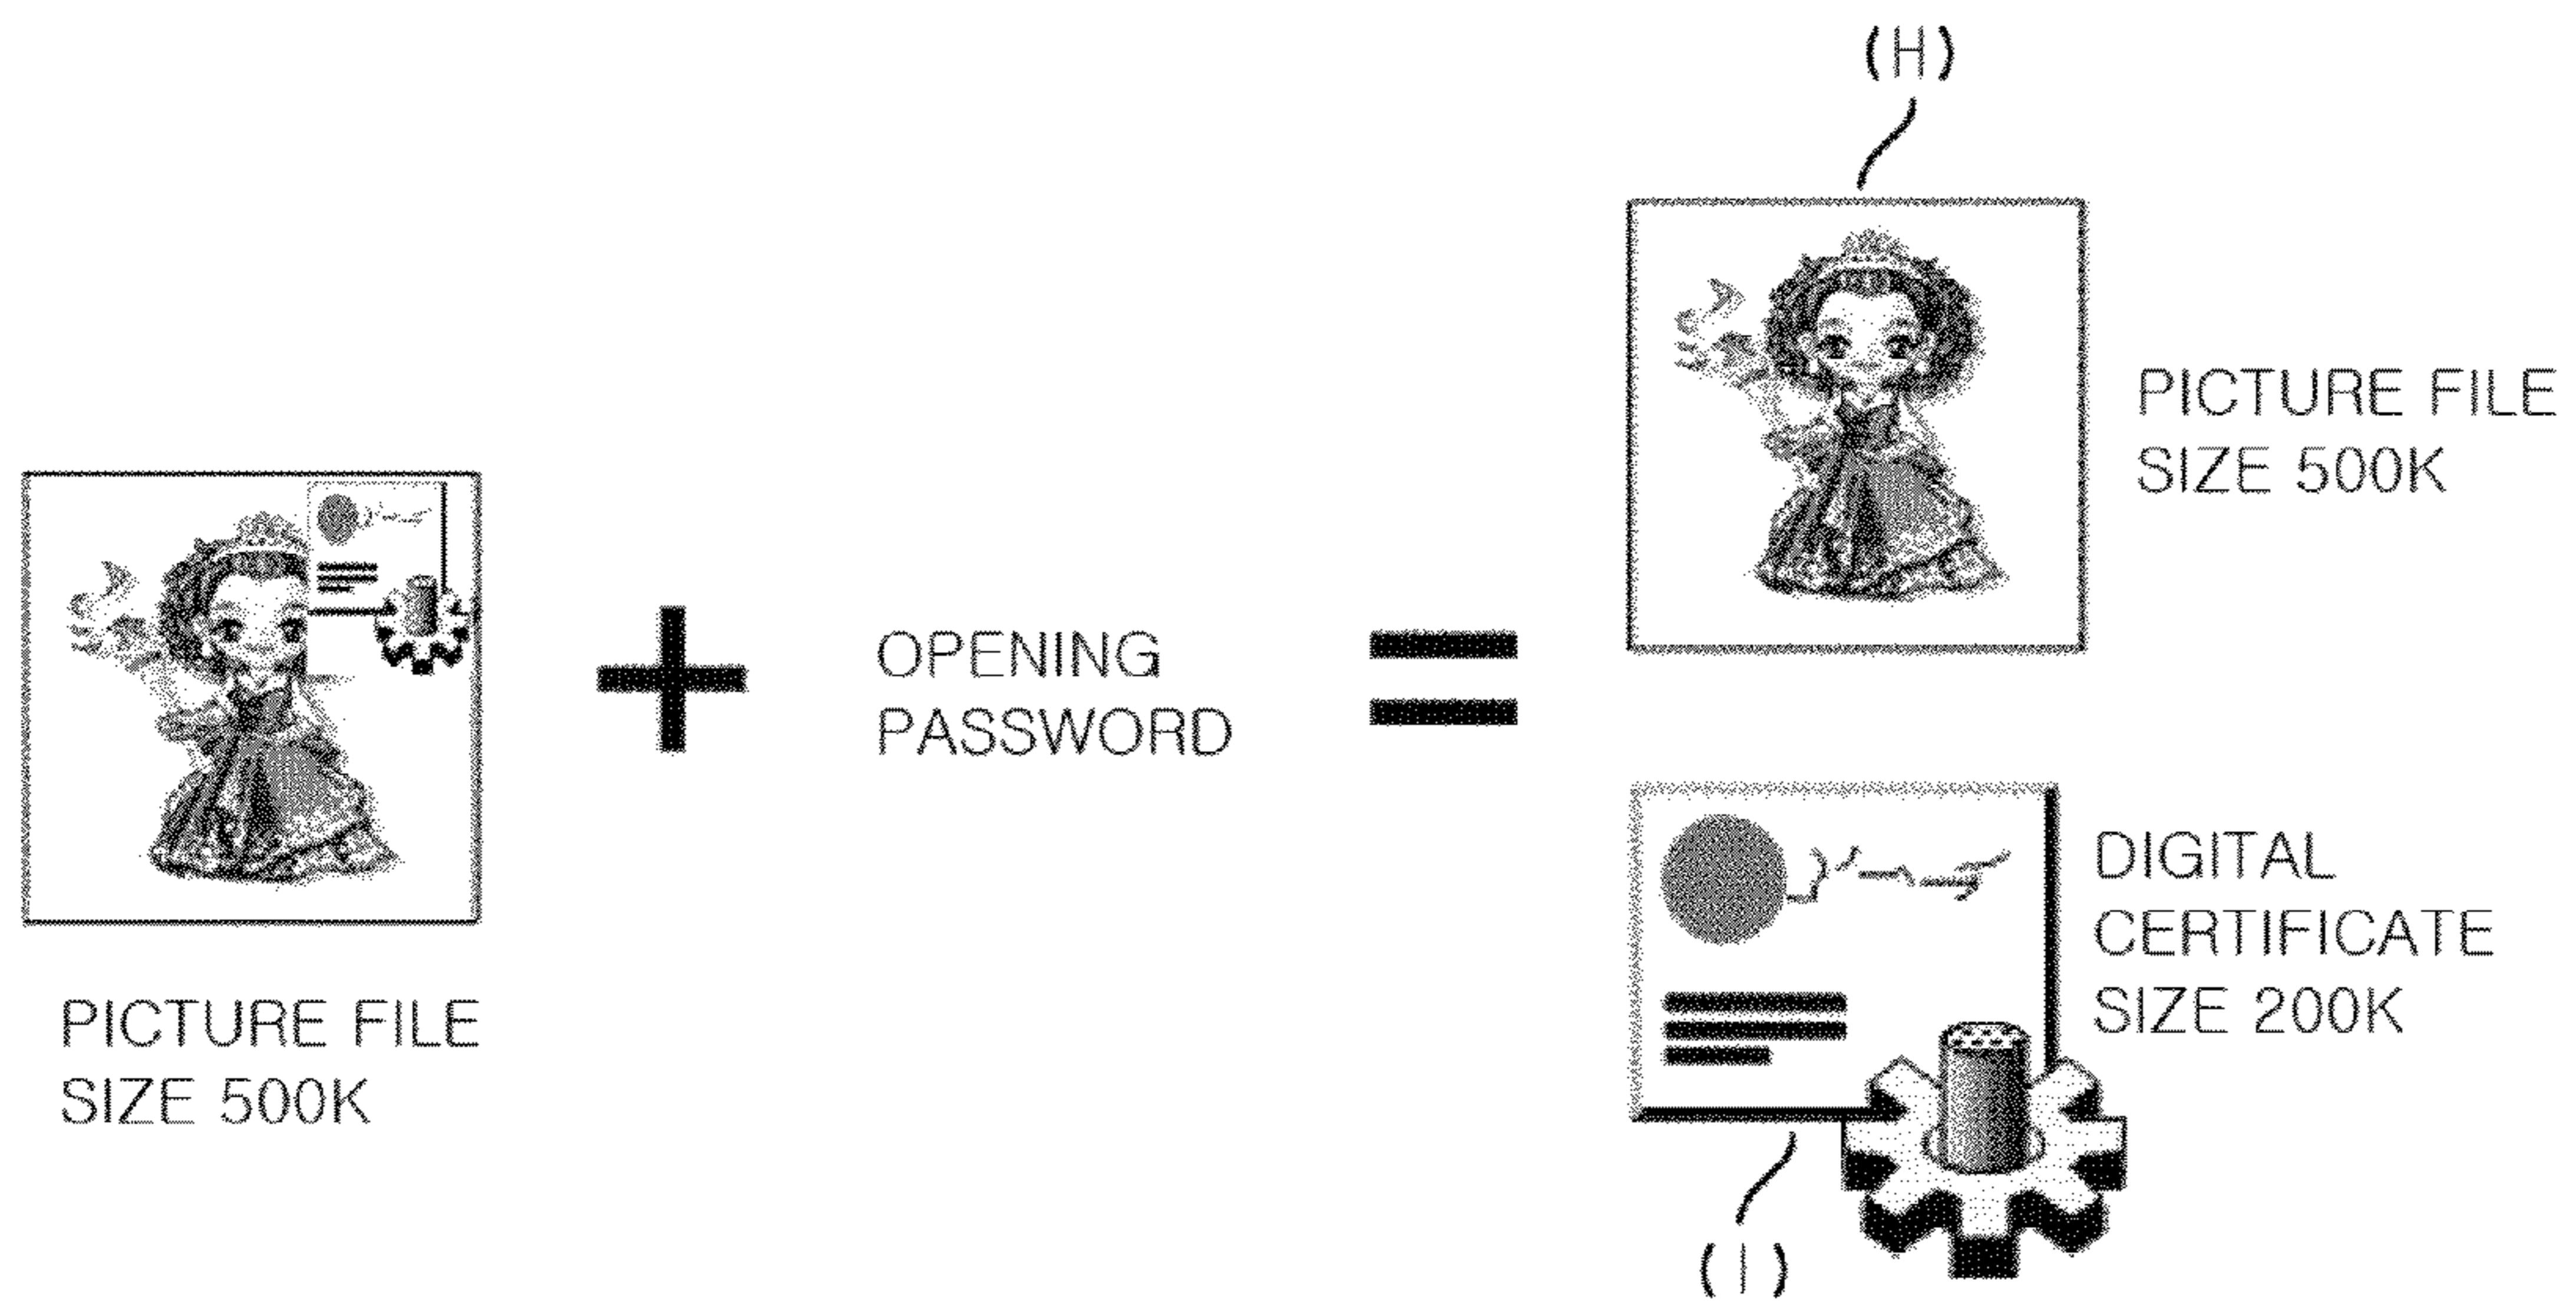 (H)
PICTURE FILE
SIZE 500K
OPENING
PASSWORD
PICTURE FILE
SIZE 500K
DIGITAL
CERTIFICATE
SIZE 200K
(I)